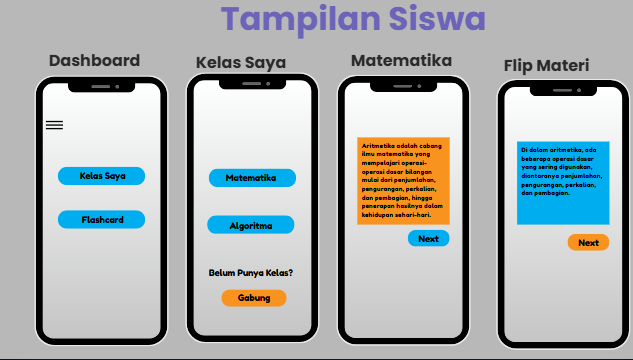 Tampilan Siswa
Dashboard
Kelas Saya
Flashcard
Kelas Saya
Matematika
Algoritma
Belum Punya Kelas?
Gabung
Matematika
Aritmetika adalah cabang
ilmu matematika yang
mempelajari operasi-
operasi dasar bilangan
mulai dari penjumlahan,
pengurangan, perkalian,
dan pembagian, hingga
penerapan hasilnya dalam
kehidupan sehari-hari.
Next
Flip Materi
Di dalam aritmetika, ada
beberapa operasi dasar
yang sering digunakan,
diantaranya penjumlahan,
pengurangan, perkalian,
dan pembagian.
Next